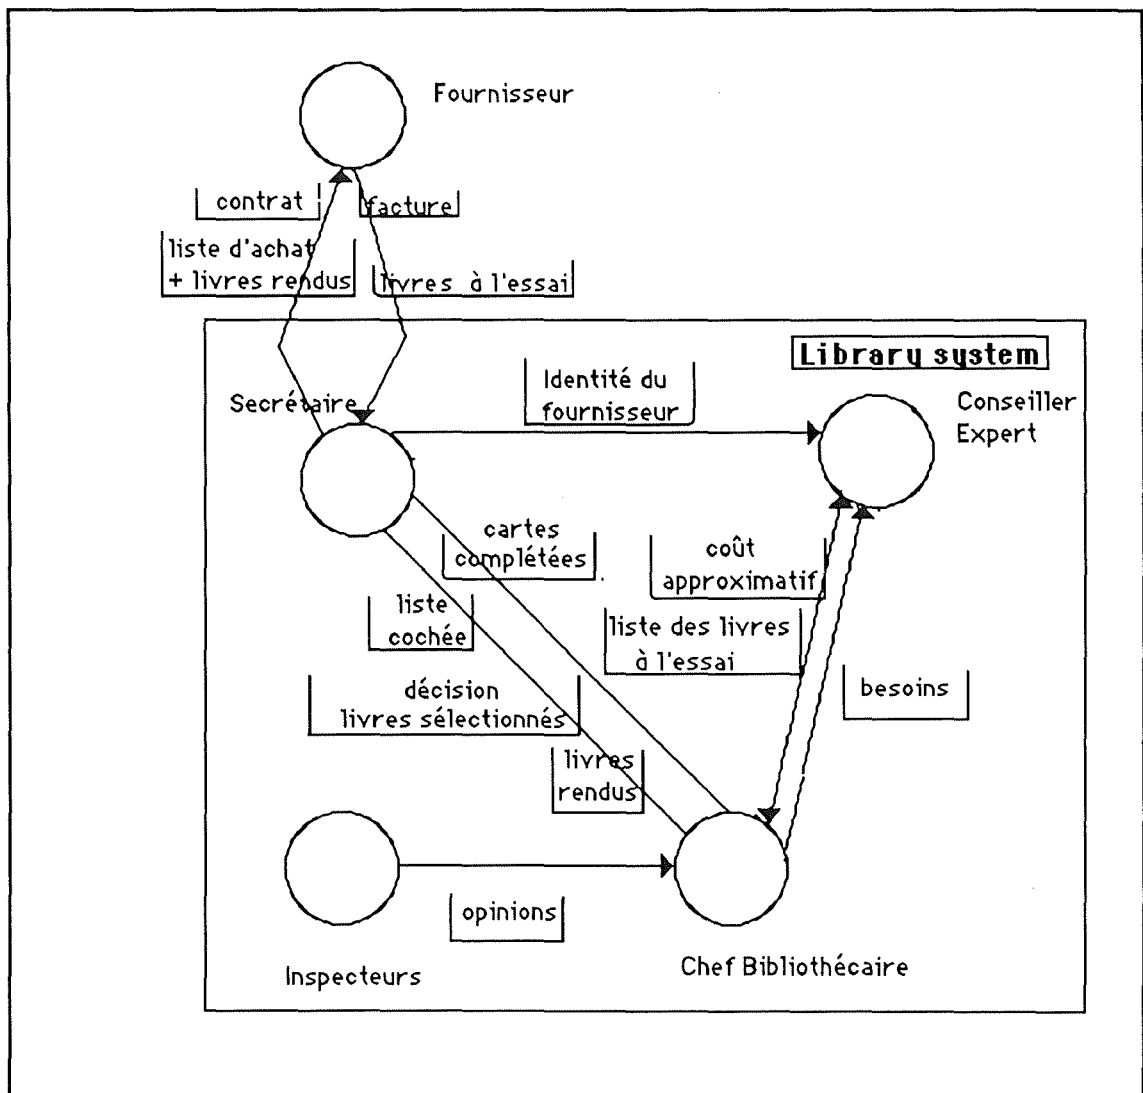 Fournisseur
contrat
facture
liste d'achat
+ livres rendus
livres à l'essai
Library system
Identité du
fournisseur
Secrétaire
Conseiller
Expert
cartes
complétées
coût
approximatif
liste
cochée
liste des livres
à l'essai
décision
livres sélectionnés
besoins
livres
rendus
opinions
Inspecteurs
Chef Bibliothécaire